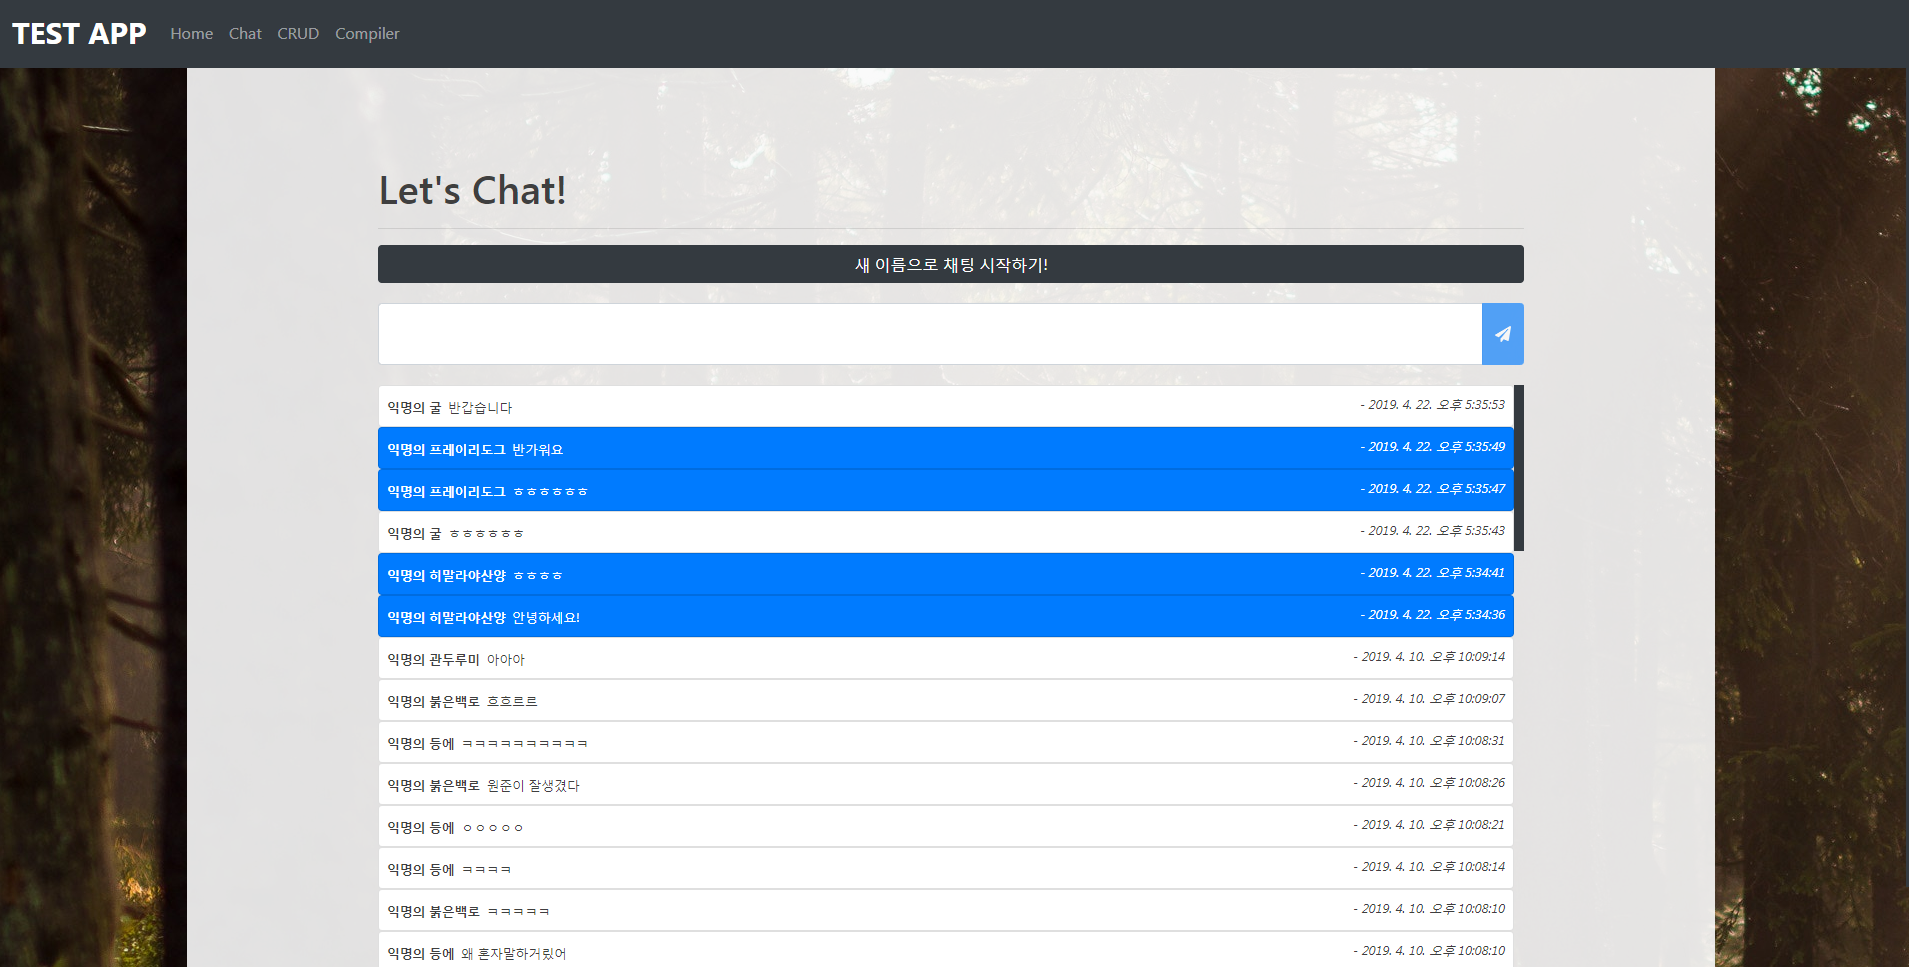 TEST APP Home Chat CRUD Compiler
Let's Chat!
새 이름으로 채팅 시작하기!
익명의 굴 반갑습니다 - 2019. 4. 22. 오후 5:35:53
익명의 프레이리도그 반가워요 - 2019. 4. 22. 오후 5:35:49
익명의 프레이리도그 ㅎㅎㅎㅎㅎㅎ - 2019. 4. 22. 오후 5:35:47
익명의 굴 ㅎㅎㅎㅎㅎㅎ - 2019. 4. 22. 오후 5:35:43
익명의 히말라야산양 ㅎㅎㅎㅎ - 2019. 4. 22. 오후 5:34:41
익명의 히말라야산양 안녕하세요! - 2019. 4. 22. 오후 5:34:36
익명의 관두루미 아아아 - 2019. 4. 10. 오후 10:09:14
익명의 붉은백로 흐흐르르 - 2019. 4. 10. 오후 10:09:07
익명의 등에 ㅋㅋㅋㅋㅋㅋㅋㅋㅋㅋ - 2019. 4. 10. 오후 10:08:31
익명의 붉은백로 원준이 잘생겼다 - 2019. 4. 10. 오후 10:08:26
익명의 등에 ㅇㅇㅇㅇㅇ - 2019. 4. 10. 오후 10:08:21
익명의 등에 ㅋㅋㅋㅋ - 2019. 4. 10. 오후 10:08:14
익명의 붉은백로 ㅋㅋㅋㅋㅋ - 2019. 4. 10. 오후 10:08:10
익명의 등에 왜 혼자말하거맀어 - 2019. 4. 10. 오후 10:08:10